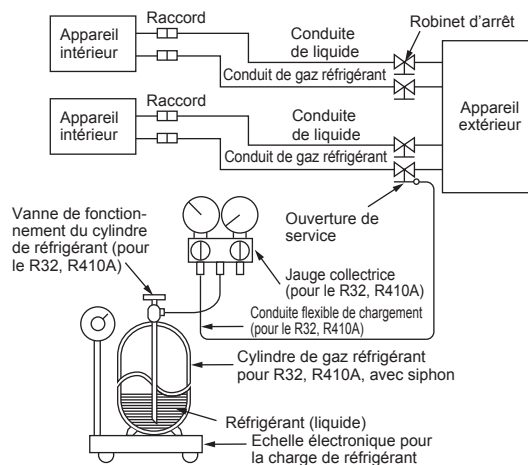 Appareil
intérieur
Raccord
Conduite
de liquide
Conduit de gaz réfrigérant
Robinet d'arrêt
Appareil
intérieur
Raccord
Conduite
de liquide
Conduit de gaz réfrigérant
Appareil
extérieur
Ouverture de
service
Vanne de fonction-
nement du cylindre
de réfrigérant (pour
le R32, R410A)
Jauge collectrice
(pour le R32, R410A)
Conduite flexible de chargement
(pour le R32, R410A)
Cylindre de gaz réfrigérant
pour R32, R410A, avec siphon
Réfrigérant (liquide)
Echelle électronique pour
la charge de réfrigérant